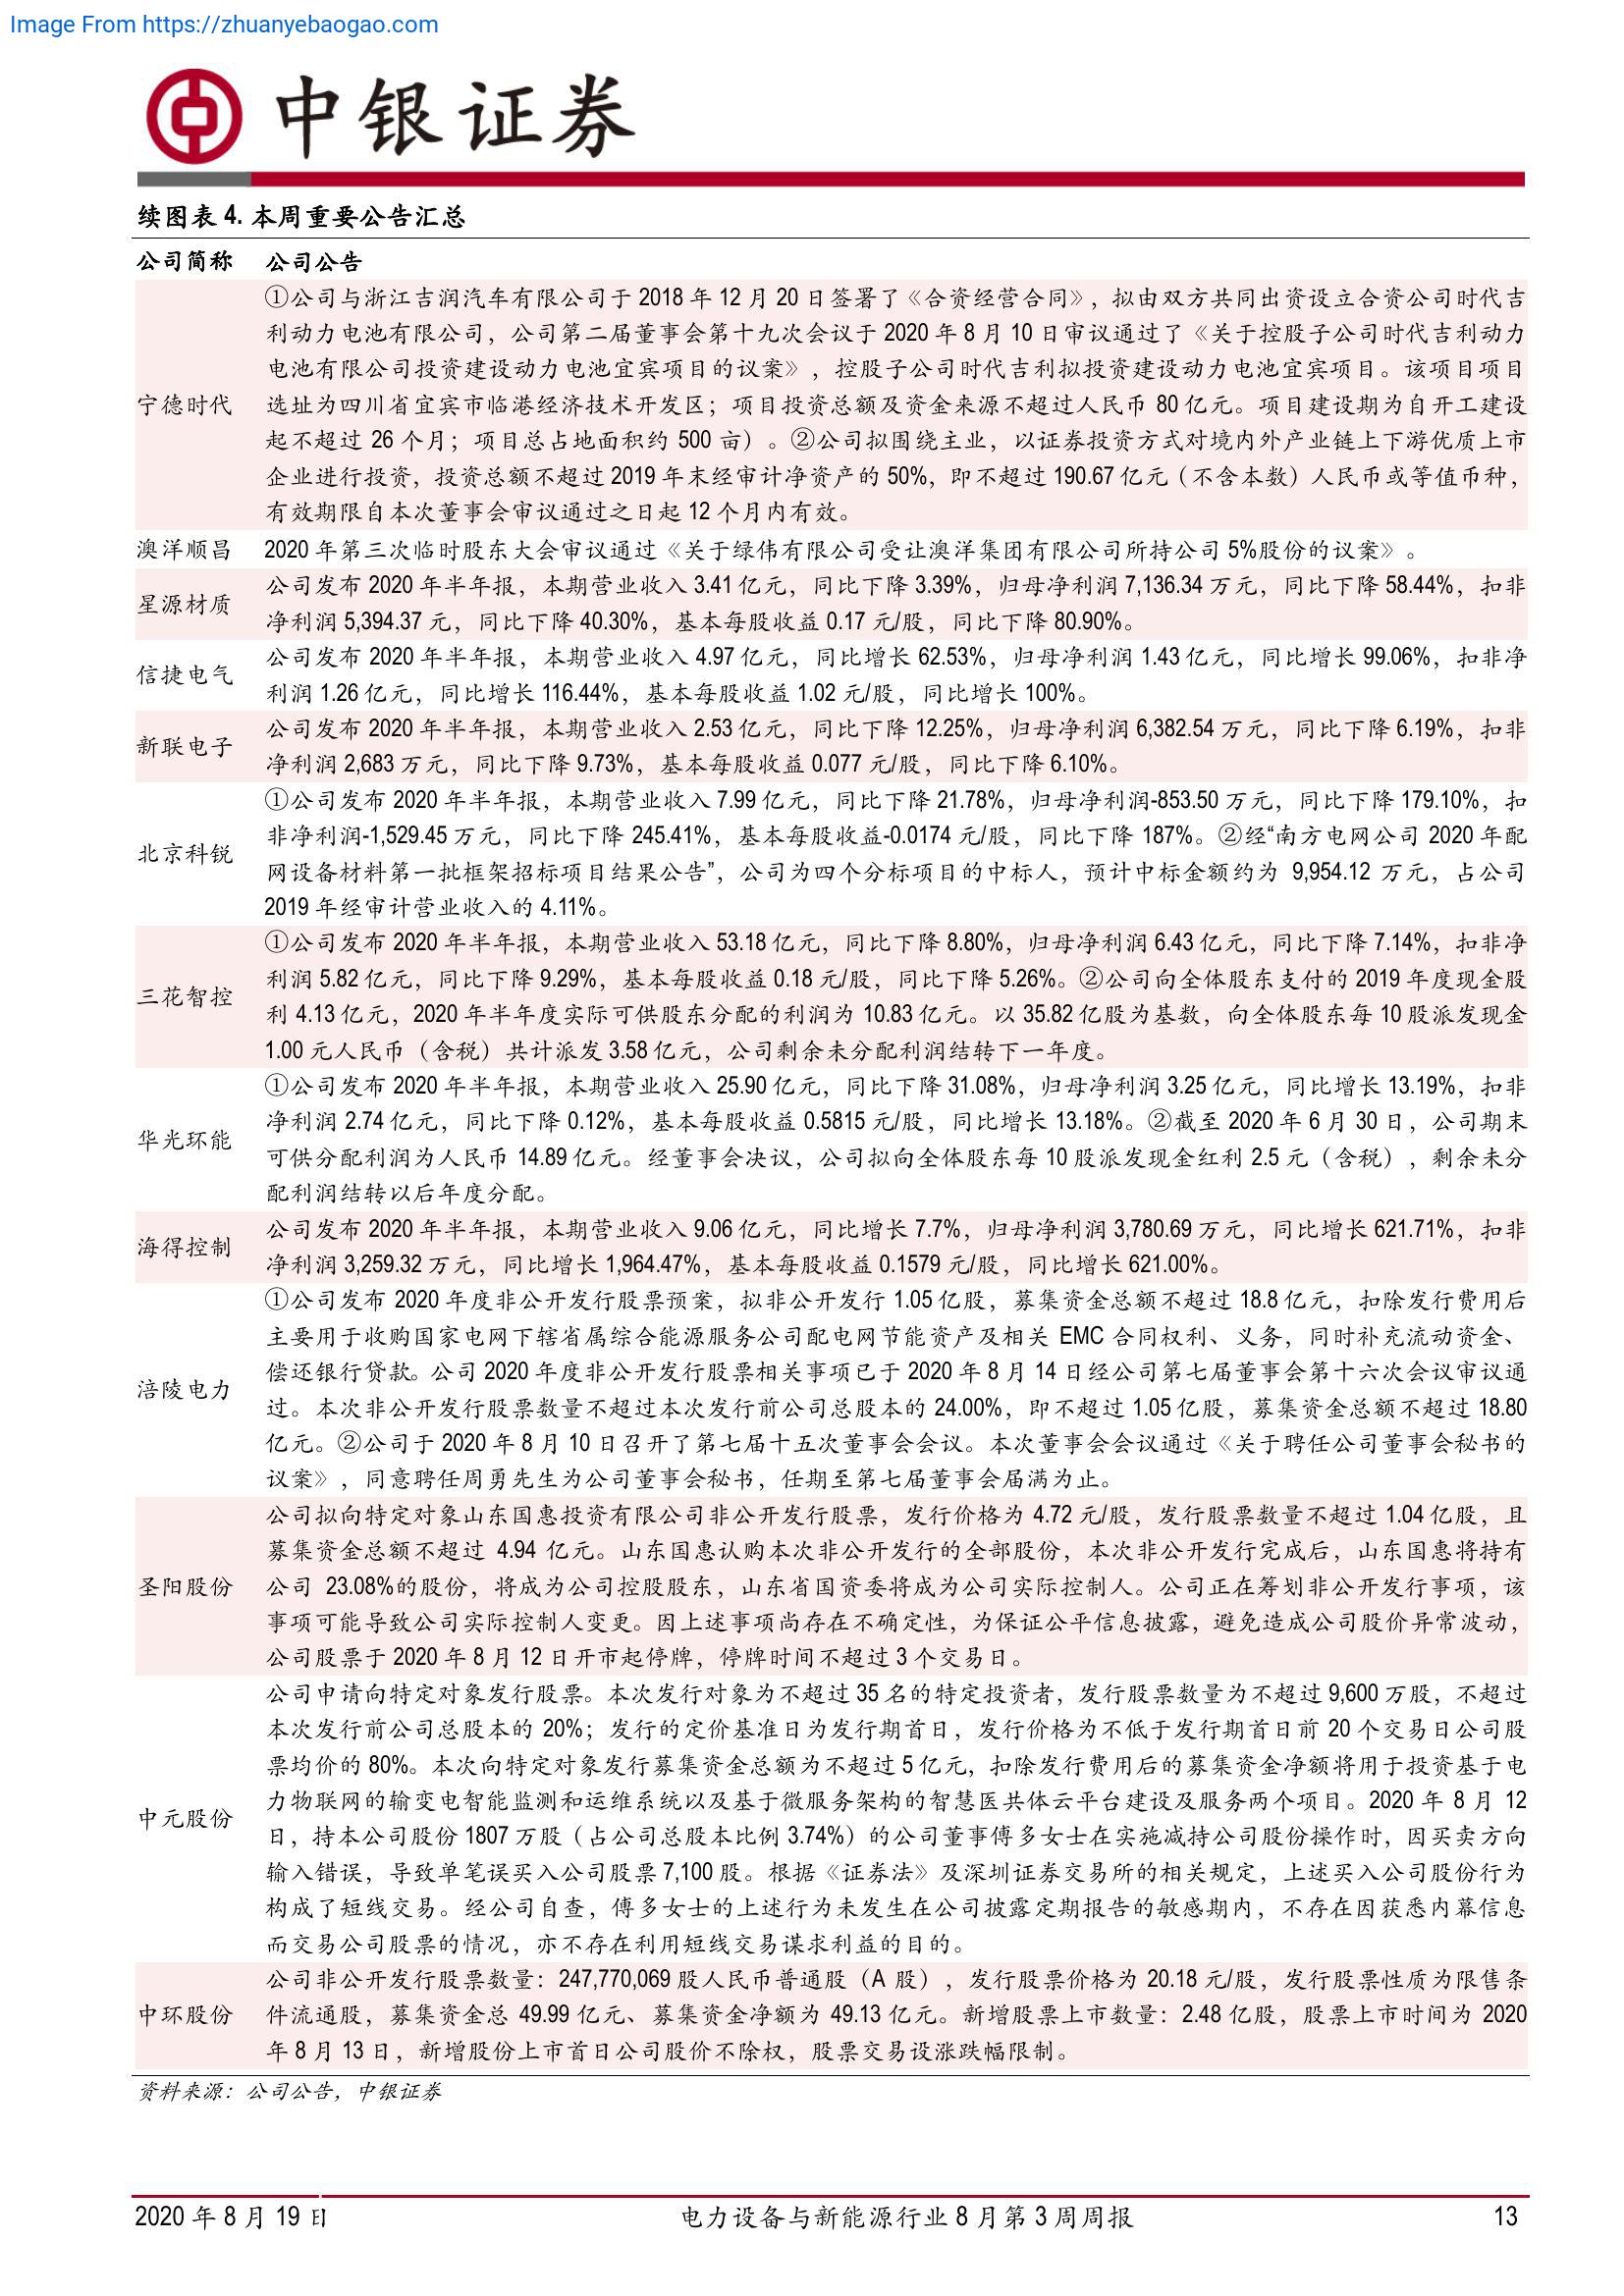 Image From https://zhuanyebaogao.com
中银证券
续图表 4. 本周重要公告汇总
公司简称 公司公告
①公司与浙江吉润汽车有限公司于 2018 年 12 月 20 日签署了《合资经营合同》，拟由双方共同出资设立合资公司时代吉
利动力电池有限公司，公司第二届董事会第十九次会议于 2020 年 8 月 10 日审议通过了《关于控股子公司时代吉利动力
电池有限公司投资建设动力电池宜宾项目的议案》，控股子公司时代吉利拟投资建设动力电池宜宾项目。该项目项目
宁德时代 选址为四川省宜宾市临港经济技术开发区；项目投资总额及资金来源不超过人民币 80 亿元。项目建设期为自开工建设
起不超过 26 个月；项目总占地面积约 500 亩）。②公司拟围绕主业，以证券投资方式对境内外产业链上下游优质上市
企业进行投资，投资总额不超过 2019 年末经审计净资产的 50%，即不超过 190.67 亿元（不含本数）人民币或等值币种，
有效期限自本次董事会审议通过之日起 12 个月内有效。
澳洋顺昌 2020 年第三次临时股东大会审议通过《关于绿伟有限公司受让澳洋集团有限公司所持公司 5%股份的议案》。
星源材质
公司发布 2020 年半年报，本期营业收入 3.41 亿元，同比下降 3.39%，归母净利润 7,136.34 万元，同比下降 58.44%，扣非
净利润 5,394.37 元，同比下降 40.30%，基本每股收益 0.17 元/股，同比下降 80.90%。
信捷电气
公司发布 2020 年半年报，本期营业收入 4.97 亿元，同比增长 62.53%，归母净利润 1.43 亿元，同比增长 99.06%，扣非净
利润 1.26 亿元，同比增长 116.44%，基本每股收益 1.02 元/股，同比增长 100%。
新联电子
公司发布 2020 年半年报，本期营业收入 2.53 亿元，同比下降 12.25%，归母净利润 6,382.54 万元，同比下降 6.19%，扣非
净利润 2,683 万元，同比下降 9.73%，基本每股收益 0.077 元/股，同比下降 6.10%。
北京科锐
①公司发布 2020 年半年报，本期营业收入 7.99 亿元，同比下降 21.78%，归母净利润-853.50 万元，同比下降 179.10%，扣
非净利润-1,529.45 万元，同比下降 245.41%，基本每股收益-0.0174 元/股，同比下降 187%。②经“南方电网公司 2020 年配
网设备材料第一批框架招标项目结果公告”，公司为四个分标项目的中标人，预计中标金额约为 9,954.12 万元，占公司
2019 年经审计营业收入的 4.11%。
三花智控
①公司发布 2020 年半年报，本期营业收入 53.18 亿元，同比下降 8.80%，归母净利润 6.43 亿元，同比下降 7.14%，扣非净
利润 5.82 亿元，同比下降 9.29%，基本每股收益 0.18 元/股，同比下降 5.26%。②公司向全体股东支付的 2019 年度现金股
利 4.13 亿元，2020 年半年度实际可供股东分配的利润为 10.83 亿元。以 35.82 亿股为基数，向全体股东每 10 股派发现金
1.00 元人民币（含税）共计派发 3.58 亿元，公司剩余未分配利润结转下一年度。
华光环能
①公司发布 2020 年半年报，本期营业收入 25.90 亿元，同比下降 31.08%，归母净利润 3.25 亿元，同比增长 13.19%，扣非
净利润 2.74 亿元，同比下降 0.12%，基本每股收益 0.5815 元/股，同比增长 13.18%。②截至 2020 年 6 月 30 日，公司期末
可供分配利润为人民币 14.89 亿元。经董事会决议，公司拟向全体股东每 10 股派发现金红利 2.5 元（含税），剩余未分
配利润结转以后年度分配。
海得控制
公司发布 2020 年半年报，本期营业收入 9.06 亿元，同比增长 7.7%，归母净利润 3,780.69 万元，同比增长 621.71%，扣非
净利润 3,259.32 万元，同比增长 1,964.47%，基本每股收益 0.1579 元/股，同比增长 621.00%。
涪陵电力
①公司发布 2020 年度非公开发行股票预案，拟非公开发行 1.05 亿股，募集资金总额不超过 18.8 亿元，扣除发行费用后
主要用于收购国家电网下辖省属综合能源服务公司配电网节能资产及相关 EMC 合同权利、义务，同时补充流动资金、
偿还银行贷款。公司 2020 年度非公开发行股票相关事项已于 2020 年 8 月 14 日经公司第七届董事会第十六次会议审议通
过。本次非公开发行股票数量不超过本次发行前公司总股本的 24.00%，即不超过 1.05 亿股，募集资金总额不超过 18.80
亿元。②公司于 2020 年 8 月 10 日召开了第七届十五次董事会会议。本次董事会会议通过《关于聘任公司董事会秘书的
议案》，同意聘任周勇先生为公司董事会秘书，任期至第七届董事会届满为止。
公司拟向特定对象山东国惠投资有限公司非公开发行股票，发行价格为 4.72 元/股，发行股票数量不超过 1.04 亿股，且
募集资金总额不超过 4.94 亿元。山东国惠认购本次非公开发行的全部股份，本次非公开发行完成后，山东国惠将持有
圣阳股份 公司 23.08%的股份，将成为公司控股股东，山东省国资委将成为公司实际控制人。公司正在筹划非公开发行事项，该
事项可能导致公司实际控制人变更。因上述事项尚存在不确定性，为保证公平信息披露，避免造成公司股价异常波动，
公司股票于 2020 年 8 月 12 日开市起停牌，停牌时间不超过 3 个交易日。
中元股份
公司申请向特定对象发行股票。本次发行对象为不超过 35 名的特定投资者，发行股票数量为不超过 9,600 万股，不超过
本次发行前公司总股本的 20%；发行的定价基准日为发行期首日，发行价格为不低于发行期首日前 20 个交易日公司股
票均价的 80%。本次向特定对象发行募集资金总额为不超过 5 亿元，扣除发行费用后的募集资金净额将用于投资基于电
力物联网的输变电智能监测和运维系统以及基于微服务架构的智慧医共体云平台建设及服务两个项目。2020 年 8 月 12
日，持本公司股份 1807 万股（占公司总股本比例 3.74%）的公司董事傅多女士在实施减持公司股份操作时，因买卖方向
输入错误，导致单笔误买入公司股票 7,100 股。根据《证券法》及深圳证券交易所的相关规定，上述买入公司股份行为
构成了短线交易。经公司自查，傅多女士的上述行为未发生在公司披露定期报告的敏感期内，不存在因获悉内幕信息
而交易公司股票的情况，亦不存在利用短线交易谋求利益的目的。
公司非公开发行股票数量：247,770,069 股人民币普通股（A 股），发行股票价格为 20.18 元/股，发行股票性质为限售条
中环股份 件流通股，募集资金总 49.99 亿元、募集资金净额为 49.13 亿元。新增股票上市数量：2.48 亿股，股票上市时间为 2020
年 8 月 13 日，新增股份上市首日公司股价不除权，股票交易设涨跌幅限制。
资料来源：公司公告，中银证券
2020 年 8 月 19 日 电力设备与新能源行业 8 月第 3 周周报 13